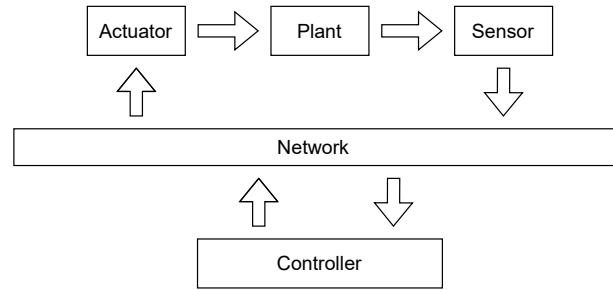 Actuator
Plant
Sensor
Network
Controller